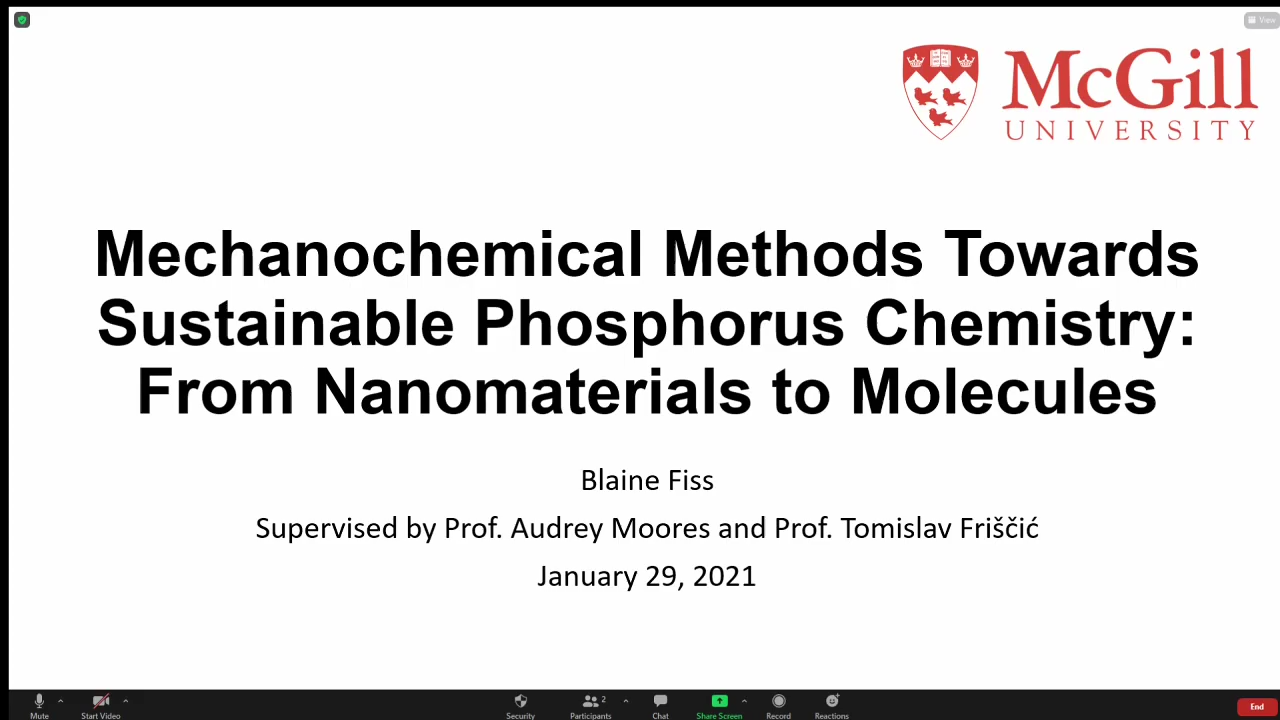 View
McGill
UNIVERSITY
Mechanochemical Methods Towards
Sustainable Phosphorus Chemistry:
From Nanomaterials to Molecules
Blaine Fiss
Supervised by Prof. Audrey Moores and Prof. Tomislav Friščić
January 29, 2021
Mute
Start Video
Security
2
Participants
Chat
Share Screen
Record
Reactions
End